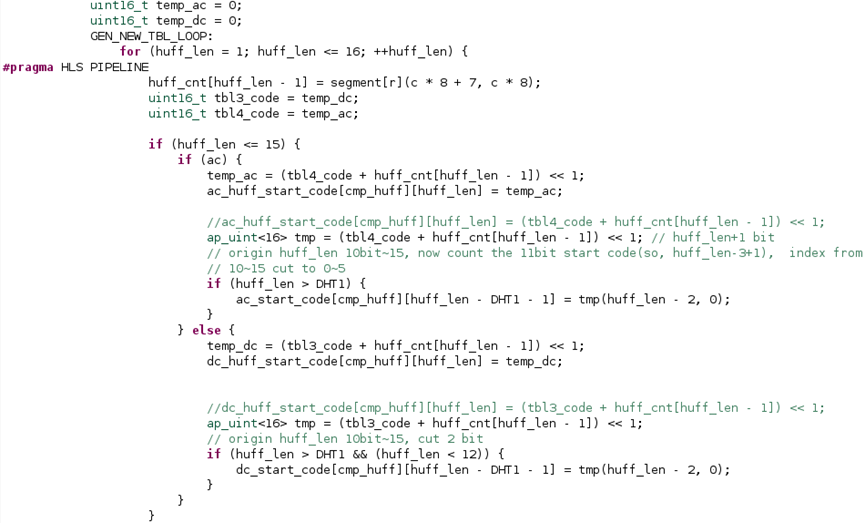 uint16_t temp_ac = 0;
uint16_t temp_dc = 0;
GEN_NEW_TBL_LOOP:
for (huff_len = 1; huff_len <= 16; ++huff_len) {
#pragma HLS PIPELINE
huff_cnt[huff_len - 1] = segment[r](c * 8 + 7, c * 8);
uint16_t tbl3_code = temp_dc;
uint16_t tbl4_code = temp_ac;
if (huff_len <= 15) {
if (ac) {
temp_ac = (tbl4_code + huff_cnt[huff_len - 1]) << 1;
ac_huff_start_code[cmp_huff][huff_len] = temp_ac;
//ac_huff_start_code[cmp_huff][huff_len] = (tbl4_code + huff_cnt[huff_len - 1]) << 1;
ap_uint<16> tmp = (tbl4_code + huff_cnt[huff_len - 1]) << 1; // huff_len+1 bit
// origin huff_len 10bit~15, now count the 11bit start code(so, huff_len-3+1),  index from
// 10~15 cut to 0~5
if (huff_len > DHT1) {
ac_start_code[cmp_huff][huff_len - DHT1 - 1] = tmp(huff_len - 2, 0);
}
} else {
temp_dc = (tbl3_code + huff_cnt[huff_len - 1]) << 1;
dc_huff_start_code[cmp_huff][huff_len] = temp_dc;
//dc_huff_start_code[cmp_huff][huff_len] = (tbl3_code + huff_cnt[huff_len - 1]) << 1;
ap_uint<16> tmp = (tbl3_code + huff_cnt[huff_len - 1]) << 1;
// origin huff_len 10bit~15, cut 2 bit
if (huff_len > DHT1 && (huff_len < 12)) {
dc_start_code[cmp_huff][huff_len - DHT1 - 1] = tmp(huff_len - 2, 0);
}
}
}